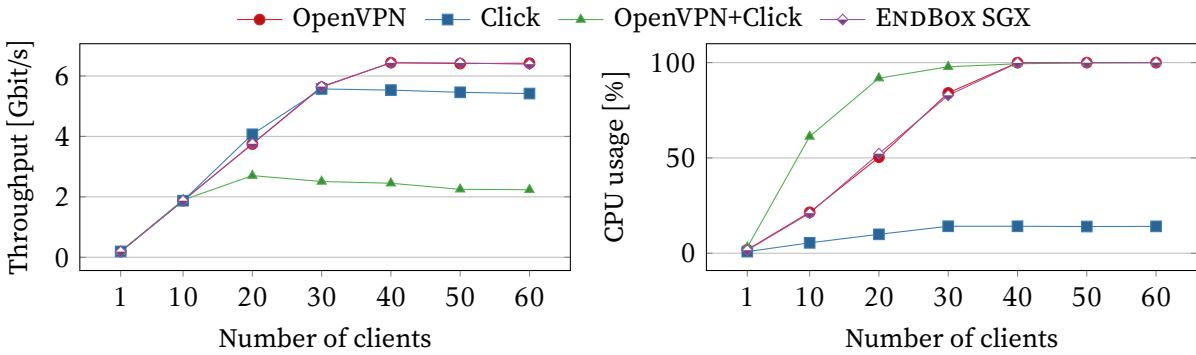 OpenVPN Click OpenVPN+Click ENDBOX SGX
Throughput [Gbit/s]
6
4
2
0
1 10 20 30 40 50 60
Number of clients
CPU usage [%]
100
50
0
1 10 20 30 40 50 60
Number of clients